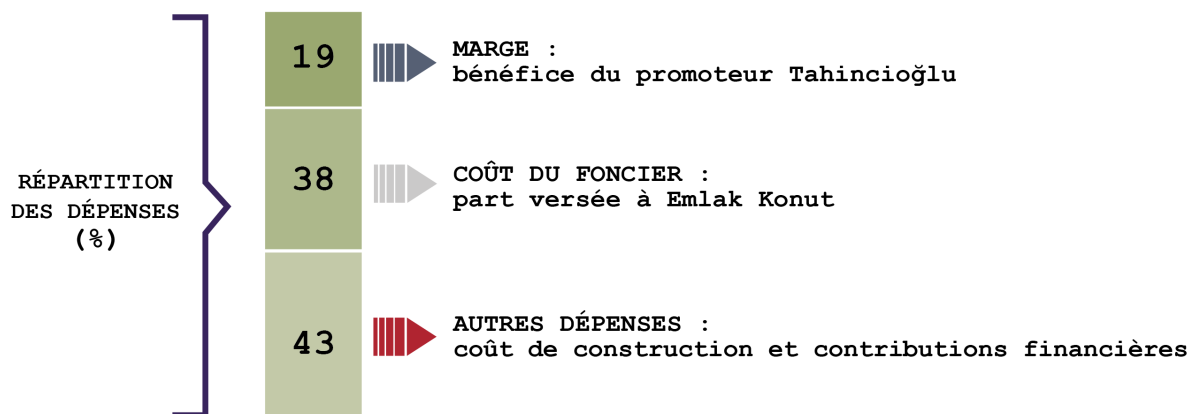 RÉPARTITION
DES DÉPENSES
(%)
19
MARGE :
bénéfice du promoteur Tahincioğlu
38
COÛT DU FONCIER :
part versée à Emlak Konut
43
AUTRES DÉPENSES :
coût de construction et contributions financières